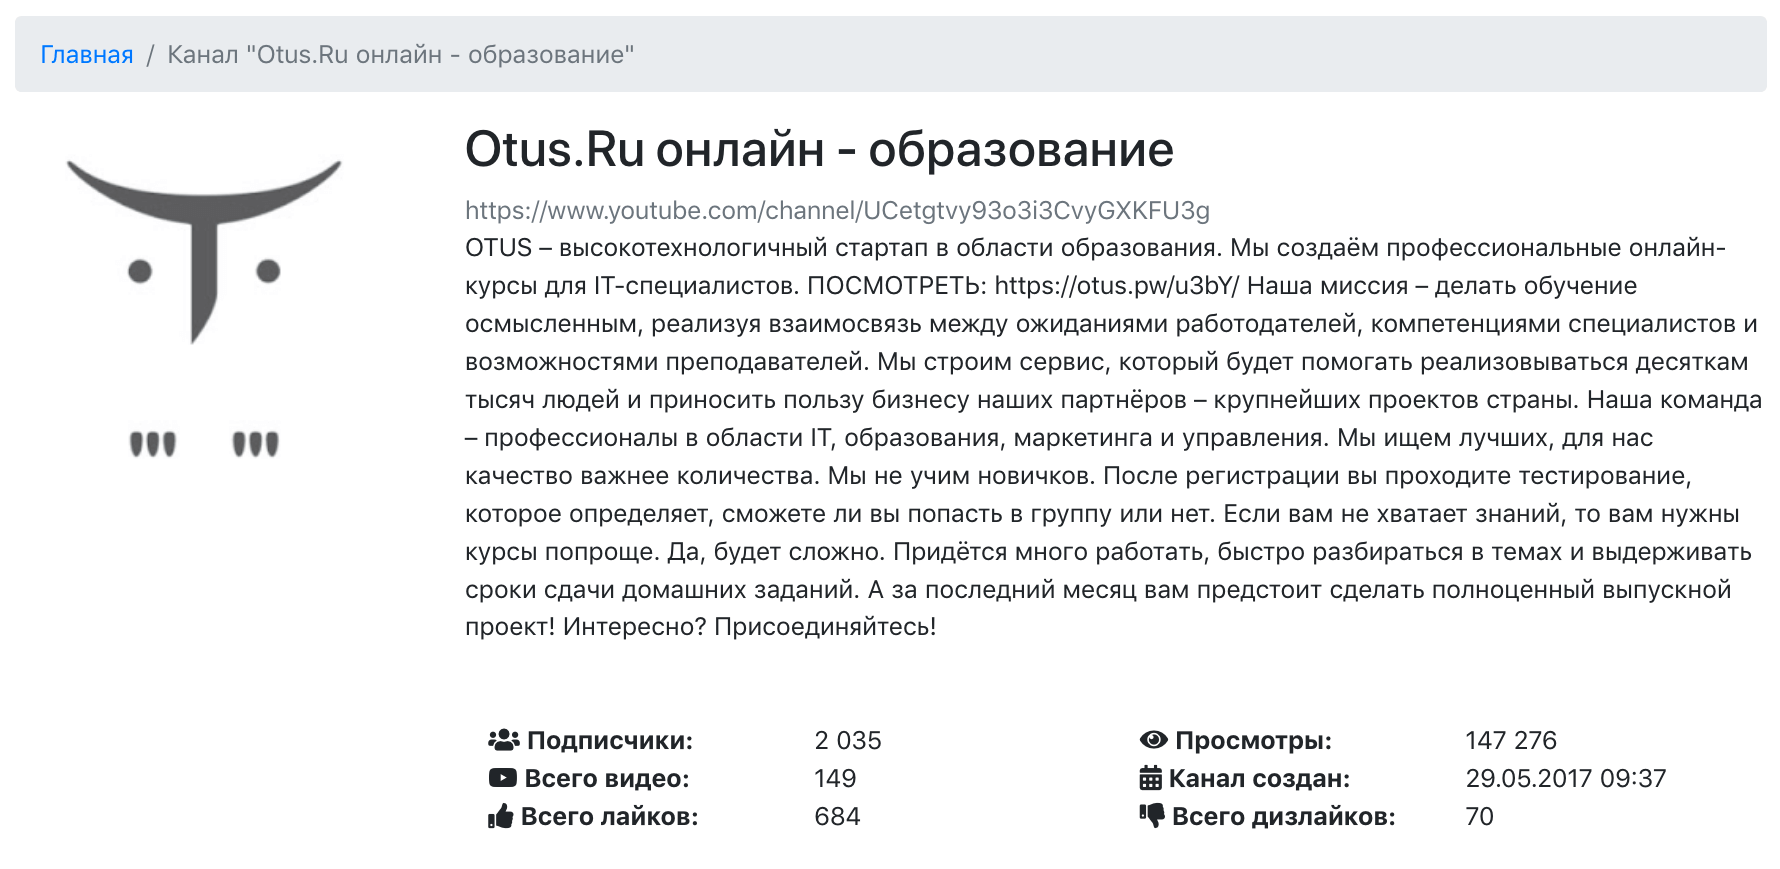 Главная / Канал "Otus.Ru онлайн - образование"
Otus.Ru онлайн - образование
https://www.youtube.com/channel/UCetgtvy93o3i3CvyGXKFU3g
OTUS – высокотехнологичный стартап в области образования. Мы создаём профессиональные онлайн-
курсы для IT-специалистов. ПОСМОТРЕТЬ: https://otus.pw/u3bY/ Наша миссия – делать обучение
осмысленным, реализуя взаимосвязь между ожиданиями работодателей, компетенциями специалистов и
возможностями преподавателей. Мы строим сервис, который будет помогать реализовываться десяткам
тысяч людей и приносить пользу бизнесу наших партнёров – крупнейших проектов страны. Наша команда
– профессионалы в области IT, образования, маркетинга и управления. Мы ищем лучших, для нас
качество важнее количества. Мы не учим новичков. После регистрации вы проходите тестирование,
которое определяет, сможете ли вы попасть в группу или нет. Если вам не хватает знаний, то вам нужны
курсы попроще. Да, будет сложно. Придётся много работать, быстро разбираться в темах и выдерживать
сроки сдачи домашних заданий. А за последний месяц вам предстоит сделать полноценный выпускной
проект! Интересно? Присоединяйтесь!
Подписчики: 2 035 Просмотры: 147 276
Всего видео: 149 Канал создан: 29.05.2017 09:37
Всего лайков: 684 Всего дизлайков: 70